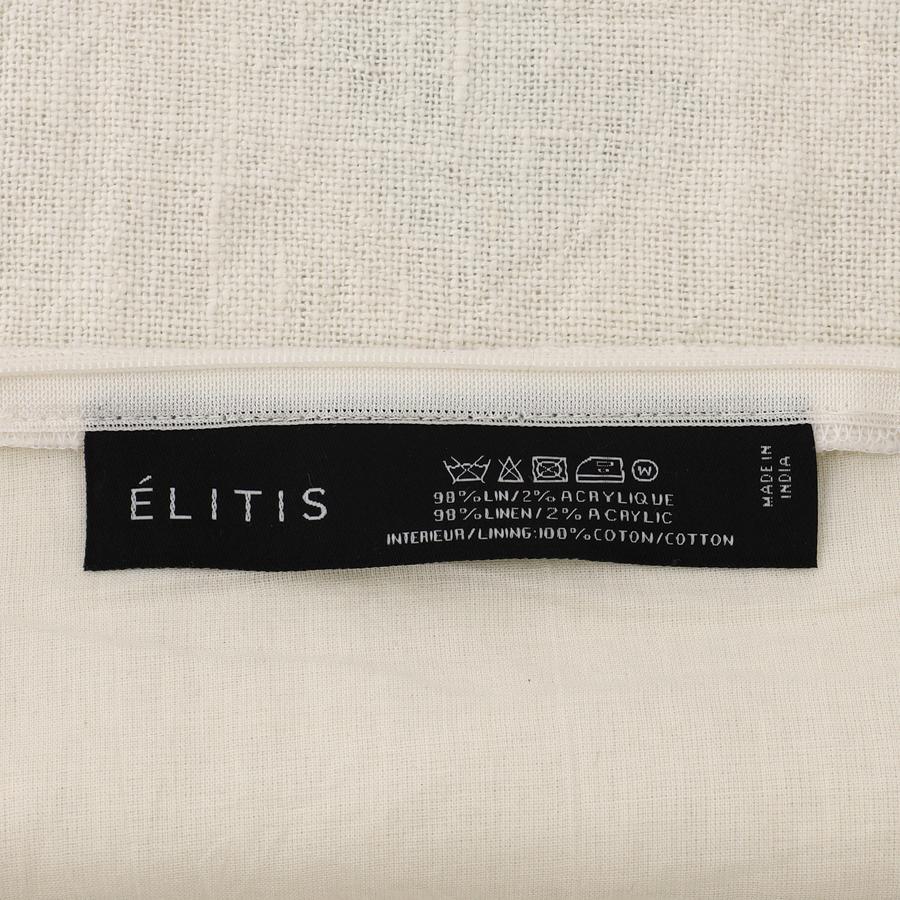 ÉLITIS
W
98%LIN/2% ACRYLIQUE
98%LINEN/2% ACRYLIC
INTERIEUR/LINING:100%COTON/COTTON
MADE IN
INDIA